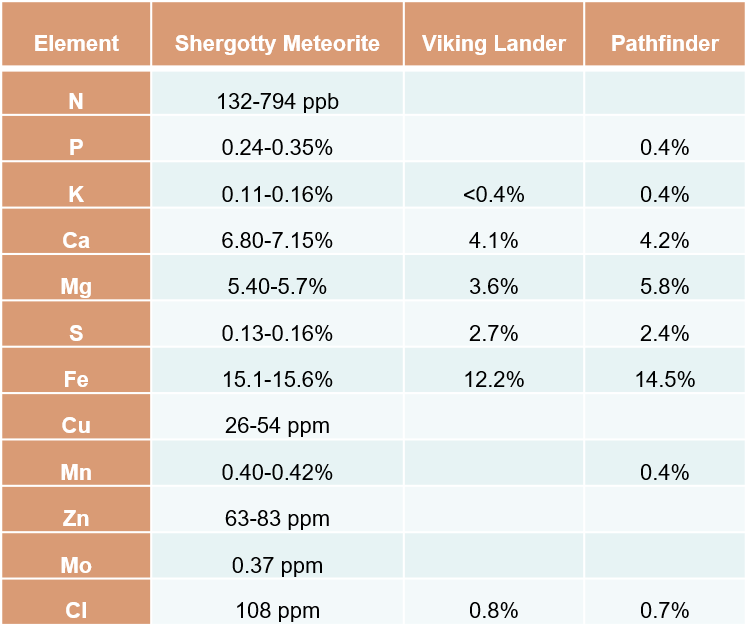 Element Shergotty Meteorite Viking Lander Pathfinder
N 132-794 ppb
P 0.24-0.35% 0.4%
K 0.11-0.16% <0.4% 0.4%
Ca 6.80-7.15% 4.1% 4.2%
Mg 5.40-5.7% 3.6% 5.8%
S 0.13-0.16% 2.7% 2.4%
Fe 15.1-15.6% 12.2% 14.5%
Cu 26-54 ppm
Mn 0.40-0.42% 0.4%
Zn 63-83 ppm
Mo 0.37 ppm
Cl 108 ppm 0.8% 0.7%